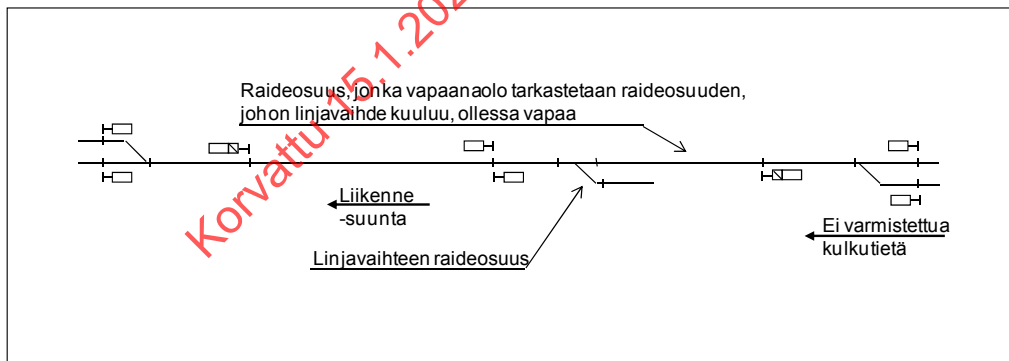 Raideosuus, jonka vapaanaolo tarkastetaan raideosuuden,
johon linjavaihde kuuluu, ollessa vapaa
Liikenne
-suunta
Ei varmistettua
kulkutietä
Linjavaihteen raideosuus
Korvattu 15.1.202